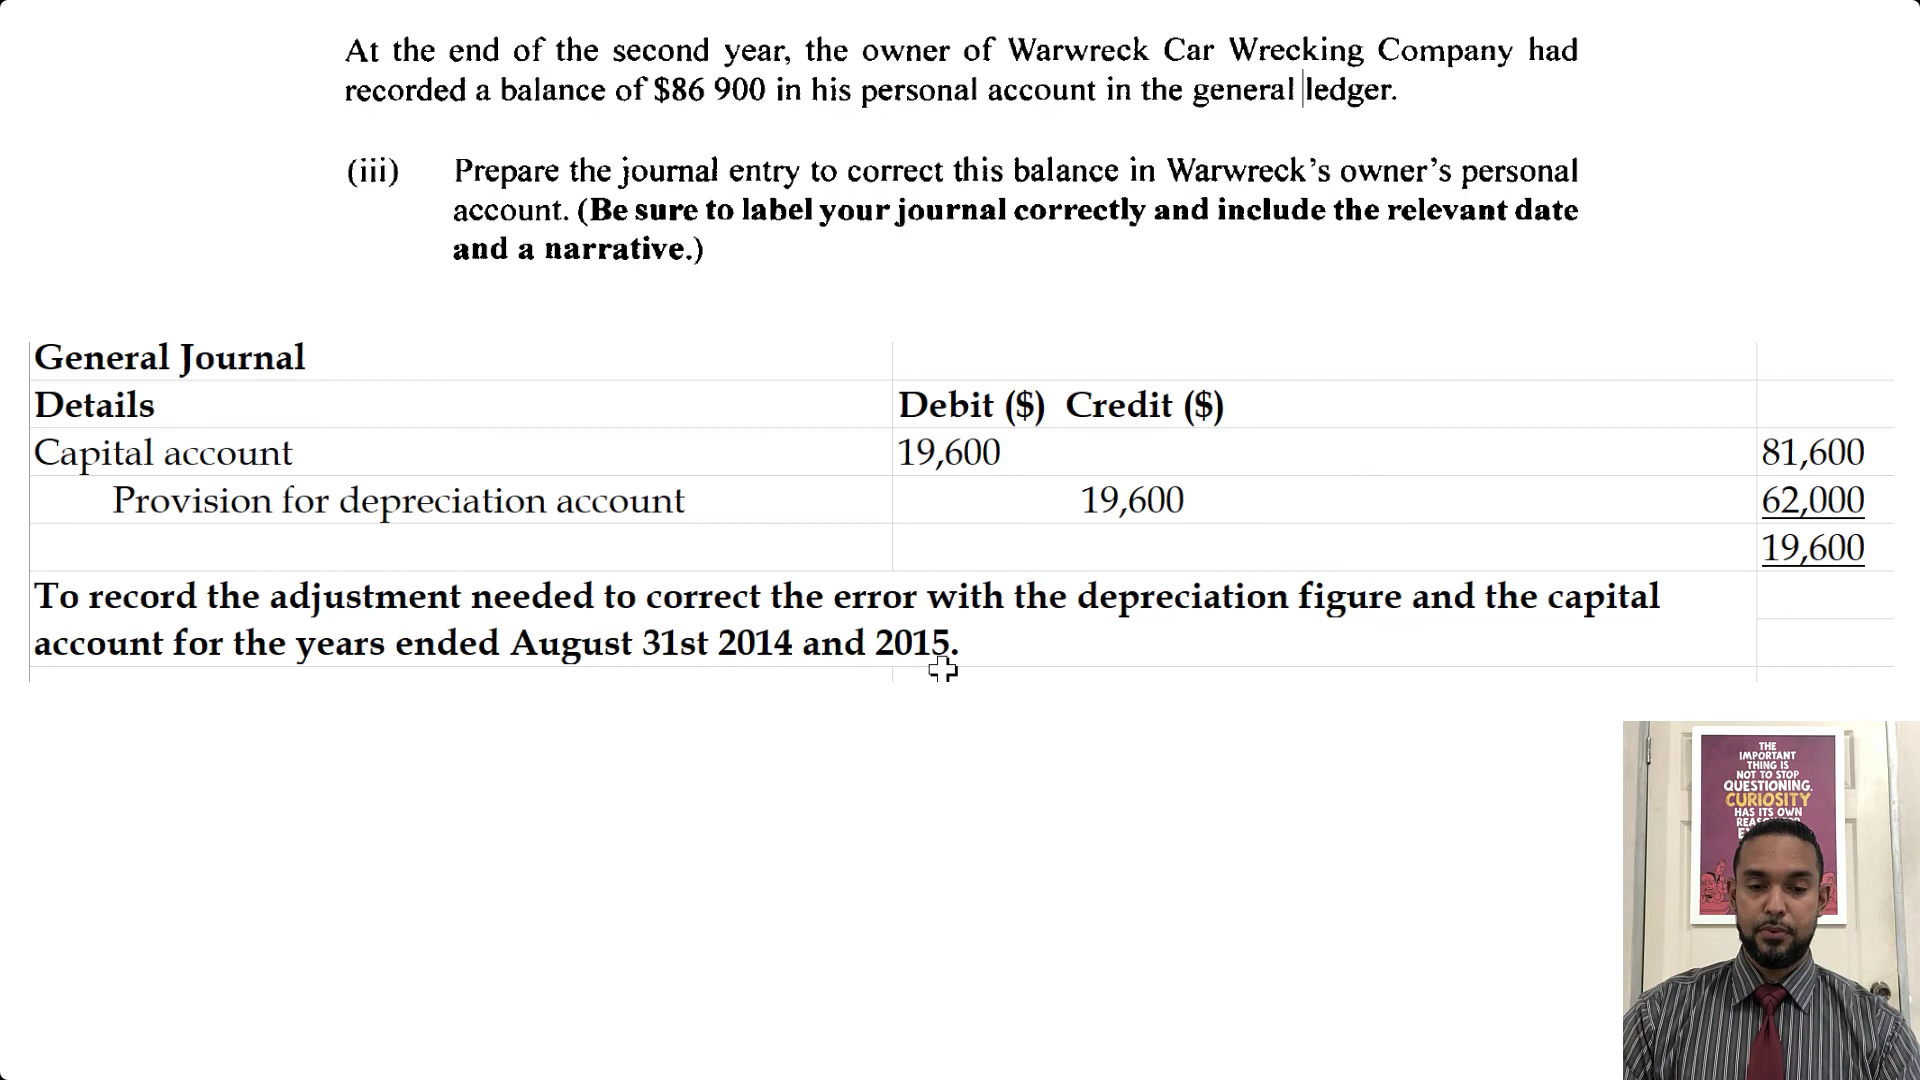 At the end of the second year, the owner of Warwreck Car Wrecking Company had
recorded a balance of $86 900 in his personal account in the general ledger.
(iii) Prepare the journal entry to correct this balance in Warwreck's owner's personal
account. (Be sure to label your journal correctly and include the relevant date
and a narrative.)
General Journal
Details Debit ($) Credit ($)
Capital account 19,600 81,600
Provision for depreciation account 19,600 62,000
19,600
To record the adjustment needed to correct the error with the depreciation figure and the capital
account for the years ended August 31st 2014 and 2015.
THE
IMPORTANT
THING IS
NOT TO STOP
QUESTIONING.
CURIOSITY
HAS ITS OWN